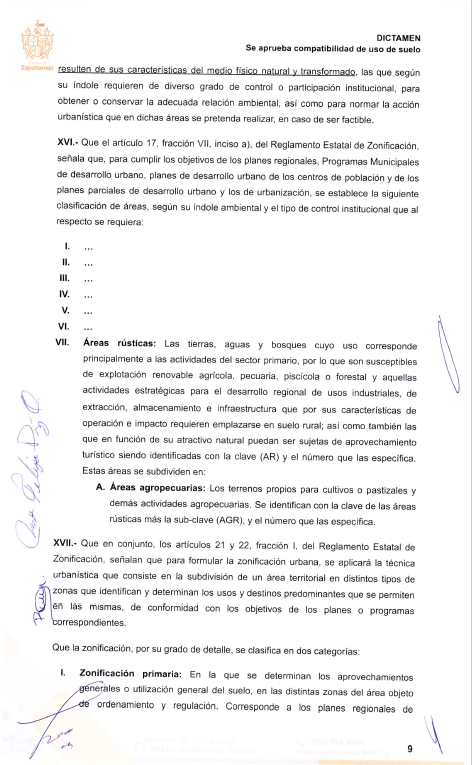 Zapotlanejo
DICTAMEN
Se aprueba compatibilidad de uso de suelo
resulten de sus características del medio físico natural y transformado, las que según
su índole requieren de diverso grado de control o participación institucional, para
obtener o conservar la adecuada relación ambiental, así como para normar la acción
urbanística que en dichas áreas se pretenda realizar, en caso de ser factible.
XVI.- Que el artículo 17, fracción VII, inciso a), del Reglamento Estatal de Zonificación,
señala que, para cumplir los objetivos de los planes regionales, Programas Municipales
de desarrollo urbano, planes de desarrollo urbano de los centros de población y de los
planes parciales de desarrollo urbano y los de urbanización, se establece la siguiente
clasificación de áreas, según su índole ambiental y el tipo de control institucional que al
respecto se requiera:
I. ...
II. ...
III. ...
IV. ...
V. ...
VI. ...
VII. Áreas rústicas: Las tierras, aguas y bosques cuyo uso corresponde
principalmente a las actividades del sector primario, por lo que son susceptibles
de explotación renovable agrícola, pecuaria, piscícola o forestal y aquellas
actividades estratégicas para el desarrollo regional de usos industriales, de
extracción, almacenamiento e infraestructura que por sus características de
operación e impacto requieren emplazarse en suelo rural; así como también las
que en función de su atractivo natural puedan ser sujetas de aprovechamiento
turístico siendo identificadas con la clave (AR) y el número que las especifica.
Estas áreas se subdividen en:
A. Áreas agropecuarias: Los terrenos propios para cultivos o pastizales y
demás actividades agropecuarias. Se identifican con la clave de las áreas
rústicas más la sub-clave (AGR), y el número que las especifica.
XVII.- Que en conjunto, los artículos 21 y 22, fracción I, del Reglamento Estatal de
Zonificación, señalan que para formular la zonificación urbana, se aplicará la técnica
urbanística que consiste en la subdivisión de un área territorial en distintos tipos de
zonas que identifican y determinan los usos y destinos predominantes que se permiten
en las mismas, de conformidad con los objetivos de los planes o programas
correspondientes.
Que la zonificación, por su grado de detalle, se clasifica en dos categorías:
I. Zonificación primaria: En la que se determinan los aprovechamientos
generales o utilización general del suelo, en las distintas zonas del área objeto
de ordenamiento y regulación. Corresponde a los planes regionales de
9